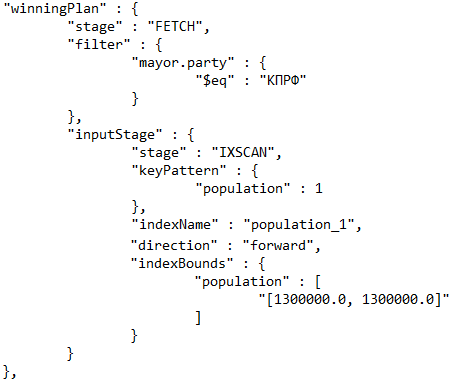 "winningPlan" : {
        "stage" : "FETCH",
        "filter" : {
                "mayor.party" : {
                        "$eq" : "КПРФ"
                }
        },
        "inputStage" : {
                "stage" : "IXSCAN",
                "keyPattern" : {
                        "population" : 1
                },
                "indexName" : "population_1",
                "direction" : "forward",
                "indexBounds" : {
                        "population" : [
                                "[1300000.0, 1300000.0]"
                        ]
                }
        }
},